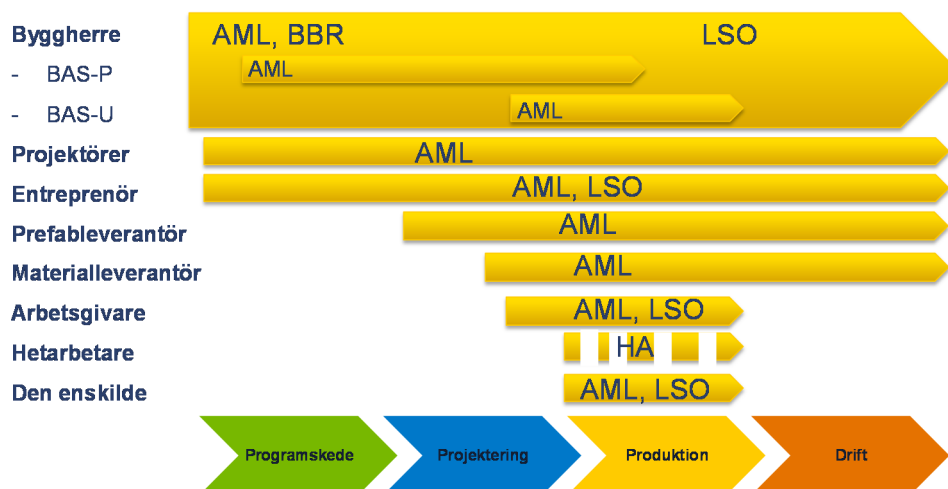 Byggherre AML, BBR LSO
- BAS-P AML
- BAS-U AML
Projektörer AML
Entreprenör AML, LSO
Prefableverantör AML
Materialleverantör AML
Arbetsgivare AML, LSO
Hetarbetare HA
Den enskilde AML, LSO
Programskede Projektering Produktion Drift